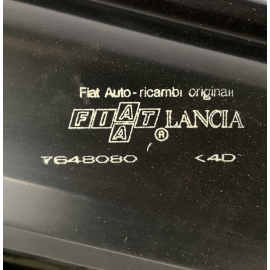 Fiat Auto-ricambi originali
FIAT A ® LANCIA
7648080 <4D